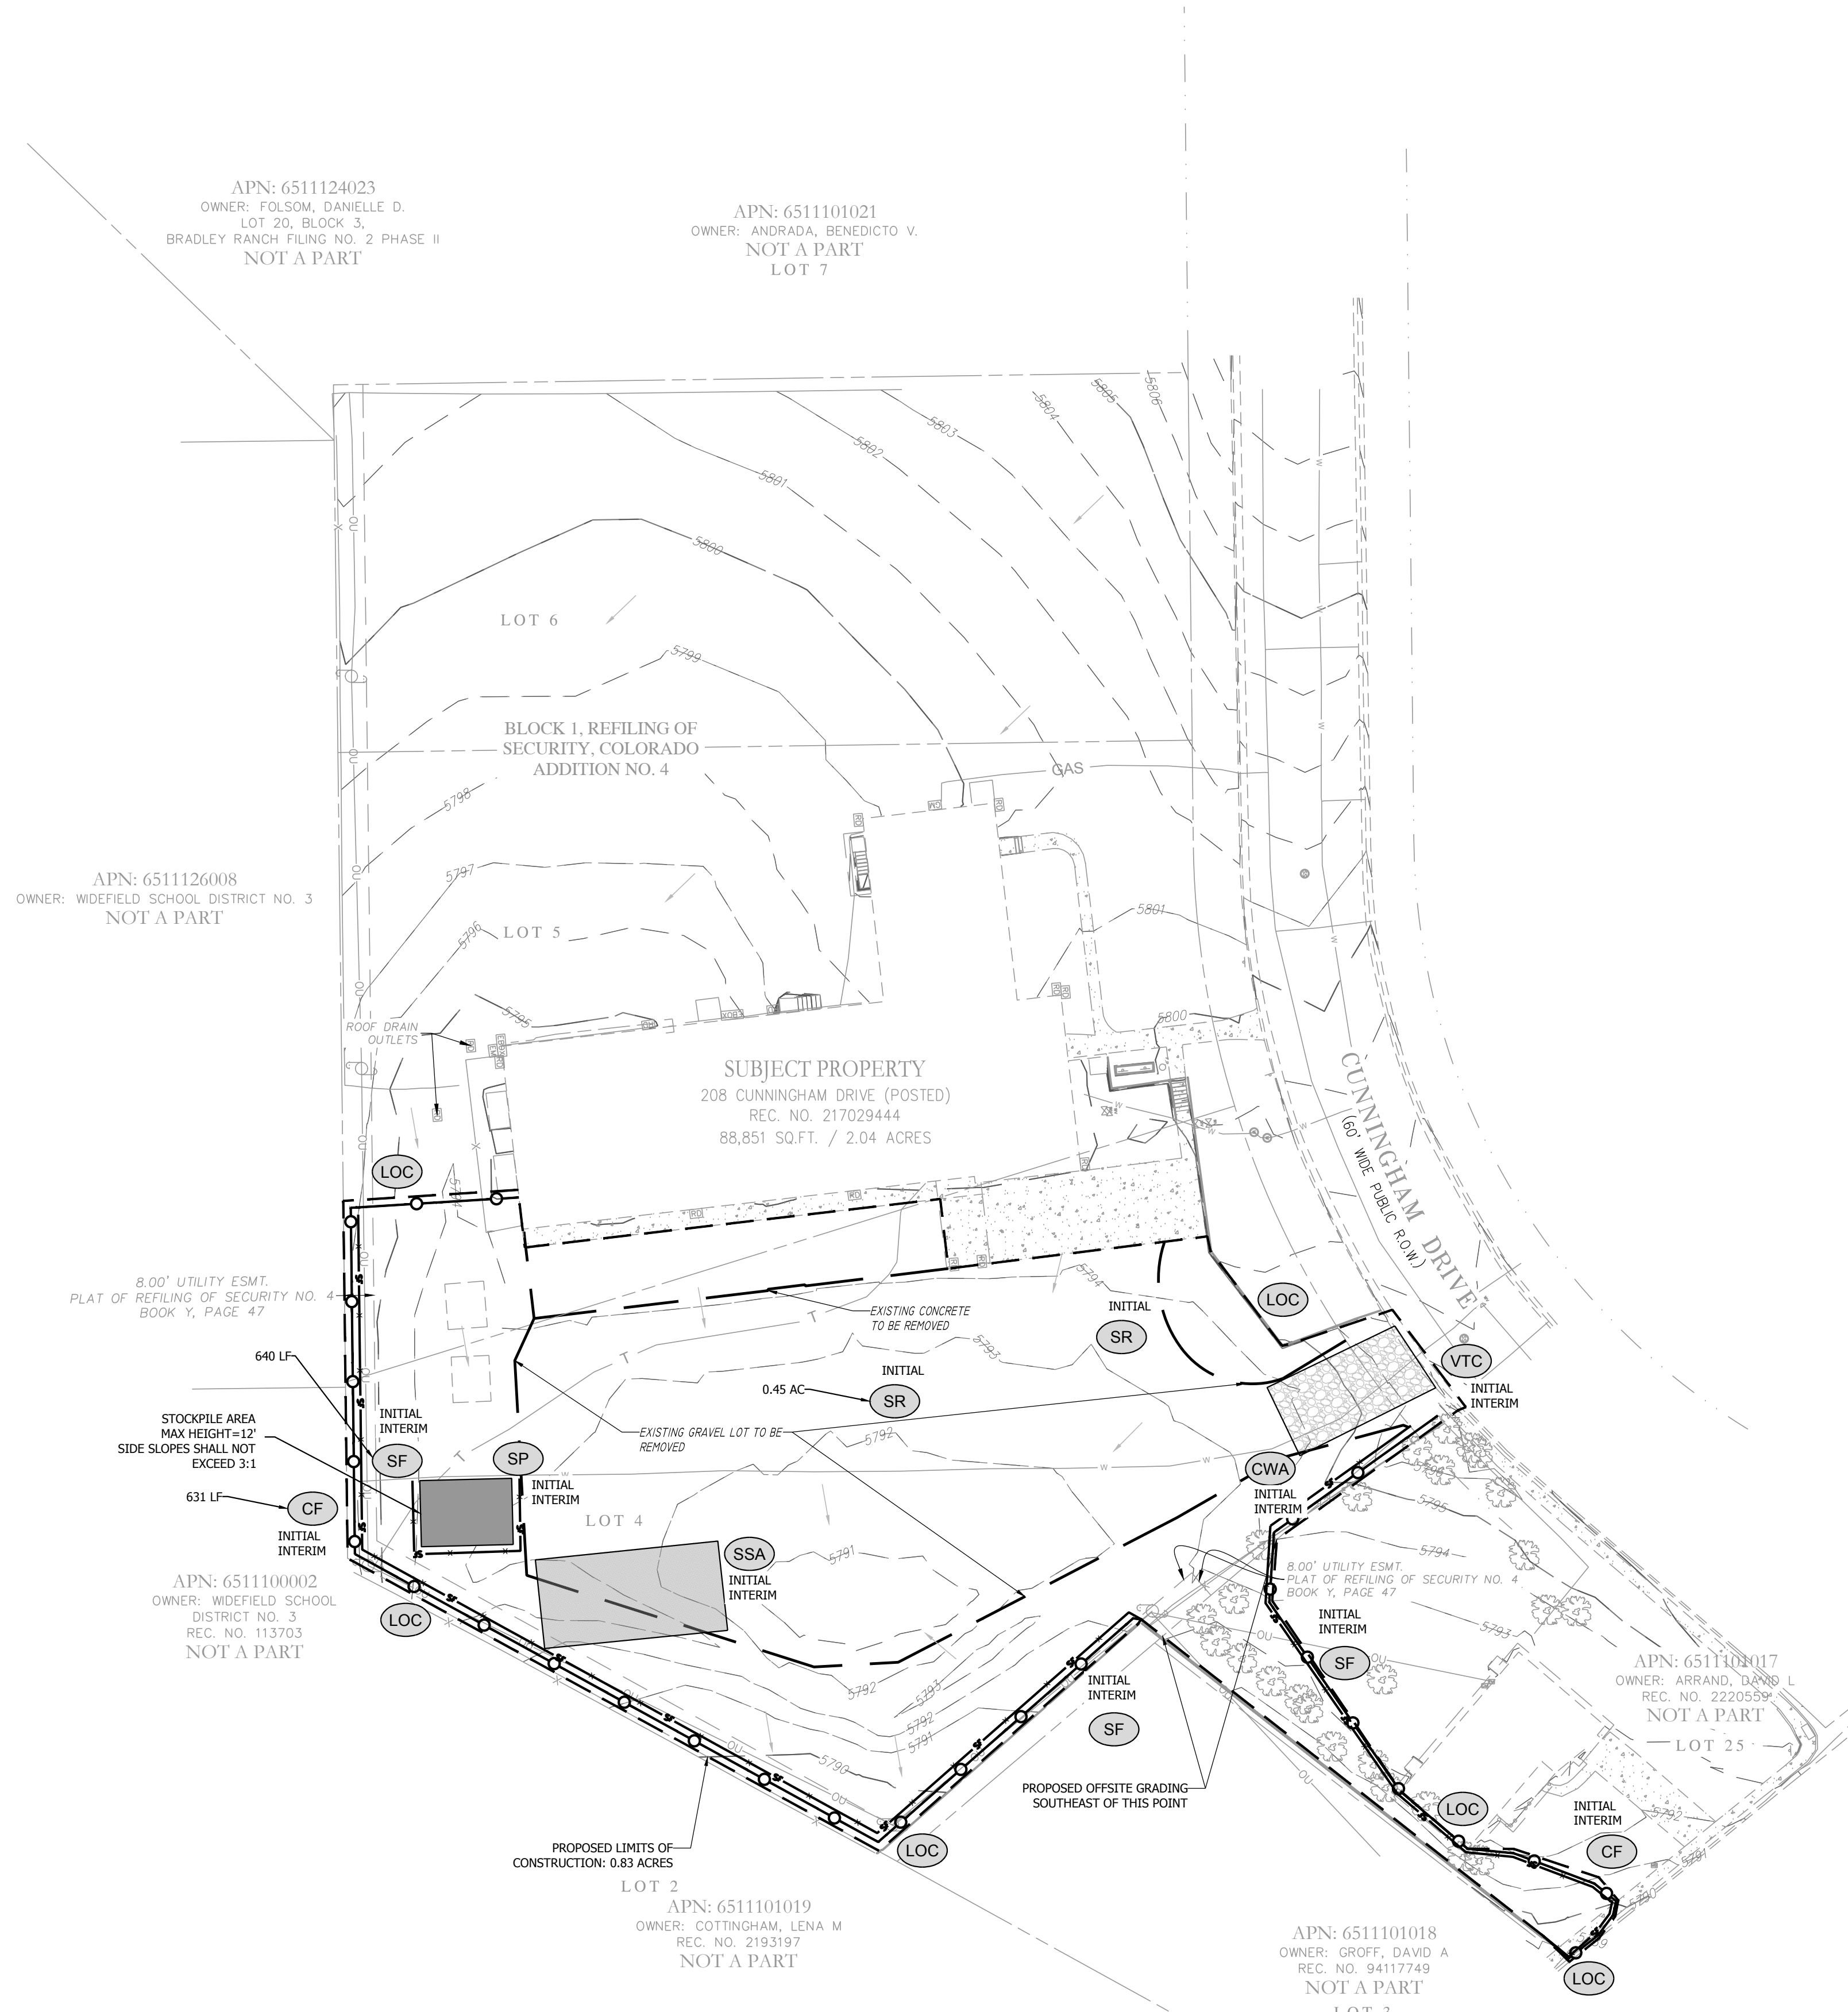 APN: 6511124023
OWNER: FOLSOM, DANIELLE D.
LOT 20, BLOCK 3,
BRADLEY RANCH FILING NO. 2 PHASE II
NOT A PART
APN: 6511101021
OWNER: ANDRADA, BENEDICTO V.
NOT A PART
LOT 7
5806
5805
5804
5803
5802
5801
5800
LOT 6
5799
BLOCK 1, REFILING OF
SECURITY, COLORADO
ADDITION NO. 4
GAS
5798
5797
5796
LOT 5
5795
5801
5800
APN: 6511126008
OWNER: WIDEFIELD SCHOOL DISTRICT NO. 3
NOT A PART
ROOF DRAIN
OUTLETS
SUBJECT PROPERTY
208 CUNNINGHAM DRIVE (POSTED)
REC. NO. 217029444
88,851 SQ.FT. / 2.04 ACRES
CUNNINGHAM DRIVE
(60' WIDE PUBLIC R.O.W.)
LOC
8.00' UTILITY ESMT.
PLAT OF REFILING OF SECURITY NO. 4
BOOK Y, PAGE 47
EXISTING CONCRETE
TO BE REMOVED
5794
INITIAL
SR
LOC
VTC
INITIAL
INTERIM
5793
640 LF
INITIAL
SR
0.45 AC
STOCKPILE AREA
MAX HEIGHT=12'
SIDE SLOPES SHALL NOT
EXCEED 3:1
INITIAL
INTERIM
SF
SP
INITIAL
INTERIM
EXISTING GRAVEL LOT TO BE
REMOVED
5792
CWA
INITIAL
INTERIM
631 LF
CF
INITIAL
INTERIM
LOT 4
SSA
INITIAL
INTERIM
5791
5795
5794
8.00' UTILITY ESMT.
PLAT OF REFILING OF SECURITY NO. 4
BOOK Y, PAGE 47
APN: 6511100002
OWNER: WIDEFIELD SCHOOL
DISTRICT NO. 3
REC. NO. 113703
NOT A PART
LOC
INITIAL
INTERIM
SF
5793
APN: 6511101017
OWNER: ARRAND, DAVID L
REC. NO. 2220559
NOT A PART
LOT 25
5792
5793
5792
5791
5790
INITIAL
INTERIM
SF
PROPOSED OFFSITE GRADING
SOUTHEAST OF THIS POINT
LOC
INITIAL
INTERIM
CF
5791
5790
PROPOSED LIMITS OF
CONSTRUCTION: 0.83 ACRES
LOC
LOT 2
APN: 6511101019
OWNER: COTTINGHAM, LENA M
REC. NO. 2193197
NOT A PART
APN: 6511101018
OWNER: GROFF, DAVID A
REC. NO. 94117749
NOT A PART
LOC